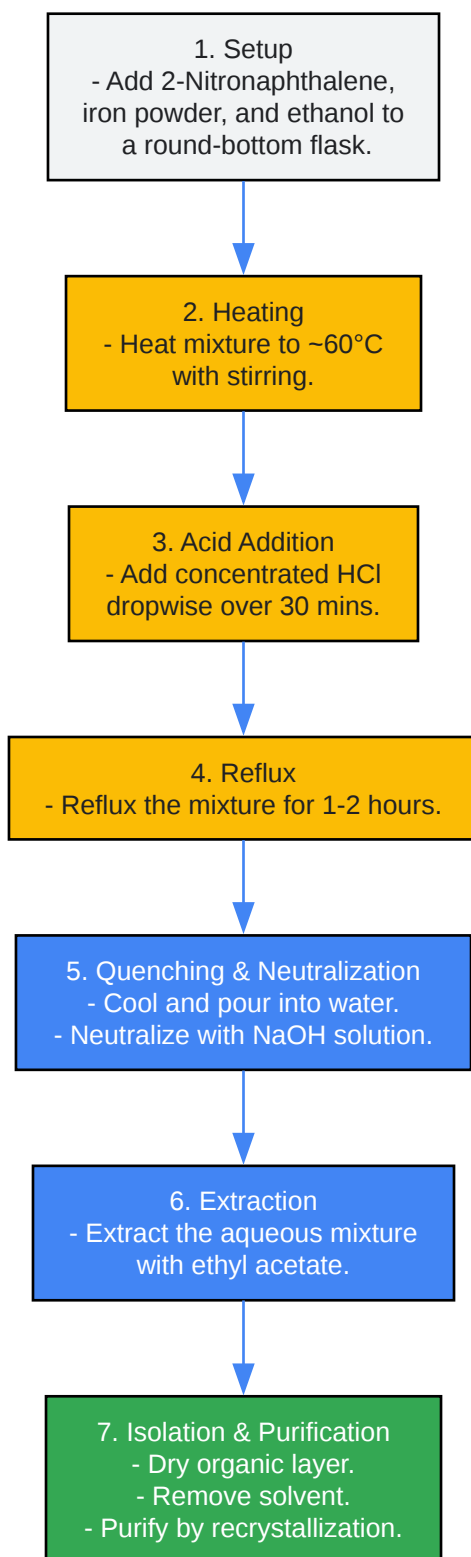 1. Setup
- Add 2-Nitronaphthalene,
iron powder, and ethanol to
a round-bottom flask.
2. Heating
- Heat mixture to ~60°C
with stirring.
3. Acid Addition
- Add concentrated HCl
dropwise over 30 mins.
4. Reflux
- Reflux the mixture for 1-2 hours.
5. Quenching & Neutralization
- Cool and pour into water.
- Neutralize with NaOH solution.
6. Extraction
- Extract the aqueous mixture
with ethyl acetate.
7. Isolation & Purification
- Dry organic layer.
- Remove solvent.
- Purify by recrystallization.